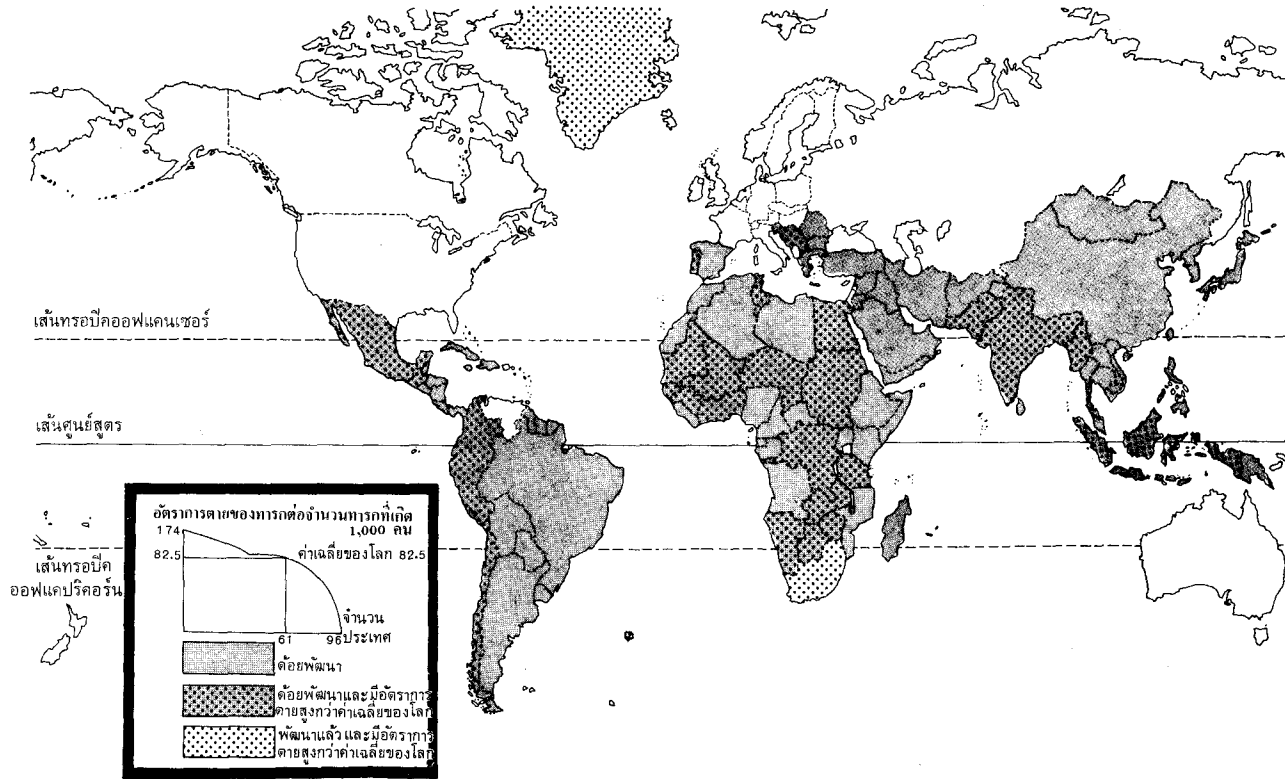 เส้นทรอปิคออฟแคนเซอร์
เส้นศูนย์สูตร
เส้นทรอปิค
ออฟแคปริคอร์น
อัตราการตายของทารกต่อจำนวนทารกที่เกิด
1,000 คน
174
82.5
ค่าเฉลี่ยของโลก 82.5
จำนวน
ประเทศ
61
96
ด้อยพัฒนา
ด้อยพัฒนาและมีอัตราการ
ตายสูงกว่าค่าเฉลี่ยของโลก
พัฒนาแล้วและมีอัตราการ
ตายสูงกว่าค่าเฉลี่ยของโลก